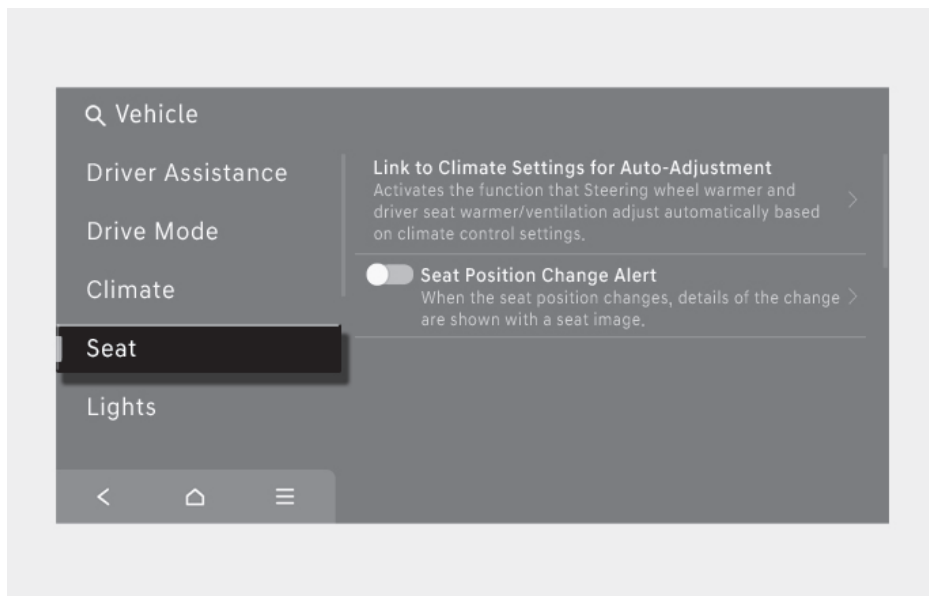 Vehicle
Driver Assistance
Drive Mode
Climate
Seat
Lights
Link to Climate Settings for Auto-Adjustment
Activates the function that Steering wheel warmer and
driver seat warmer/ventilation adjust automatically based
on climate control settings.
Seat Position Change Alert
When the seat position changes, details of the change
are shown with a seat image.